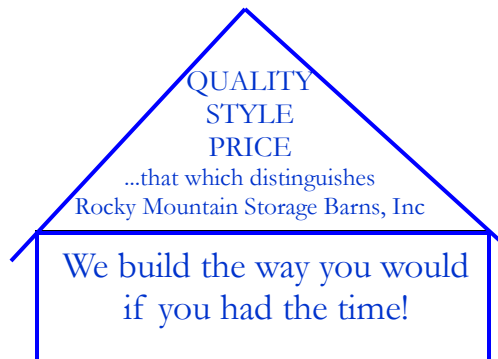 QUALITY
STYLE
PRICE
...that which distinguishes
Rocky Mountain Storage Barns, Inc
We build the way you would
if you had the time!